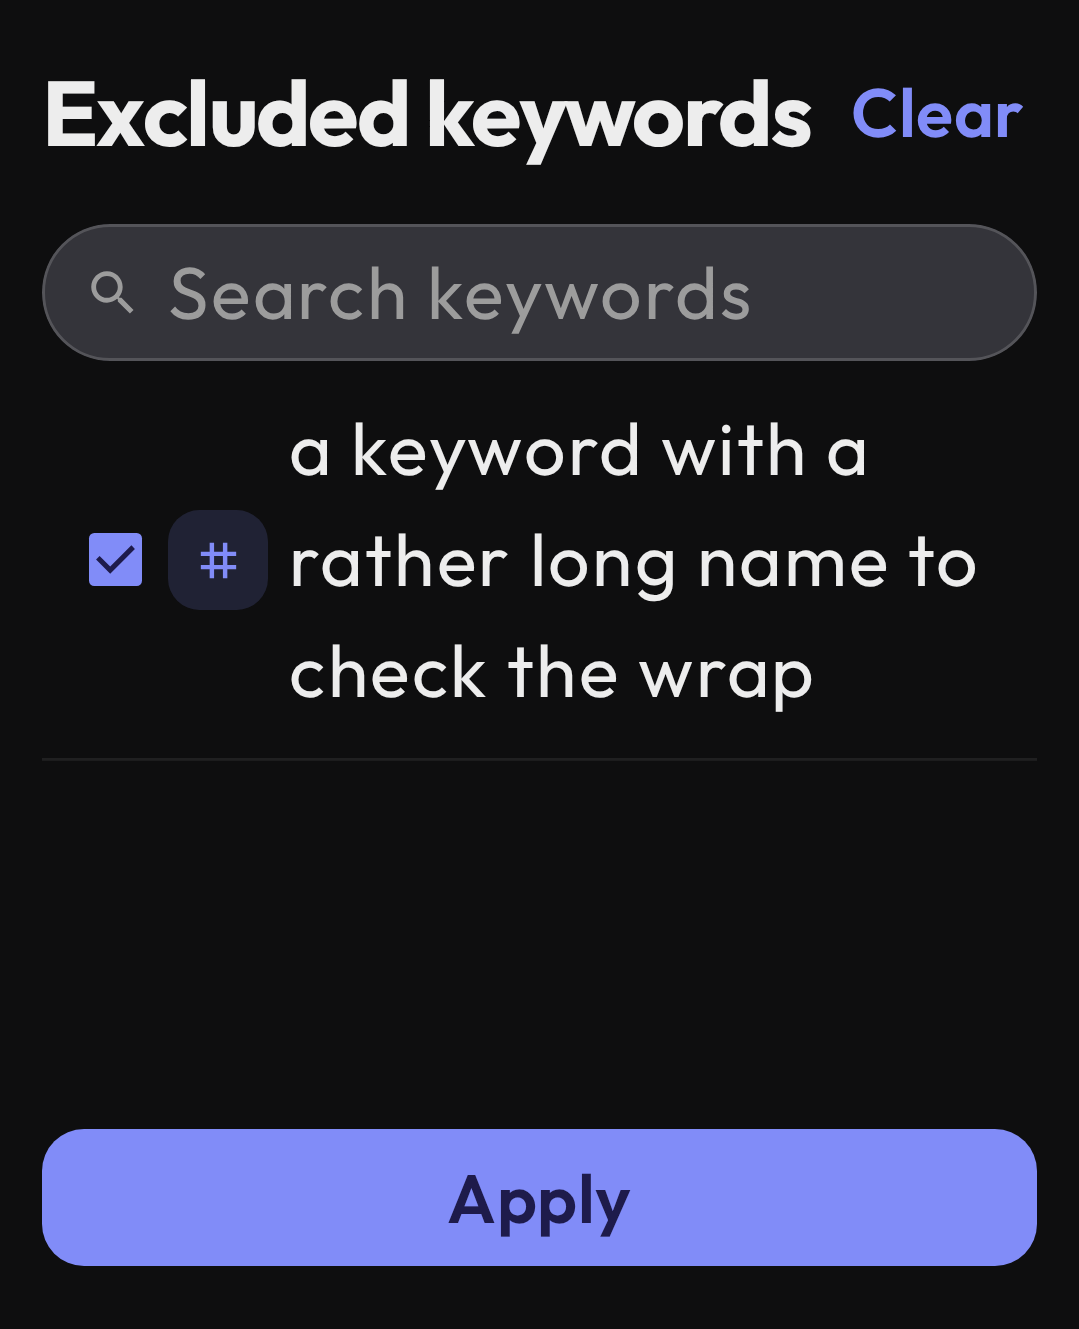 Excluded keywords Clear
Search keywords
a keyword with a
# rather long name to
check the wrap
Apply